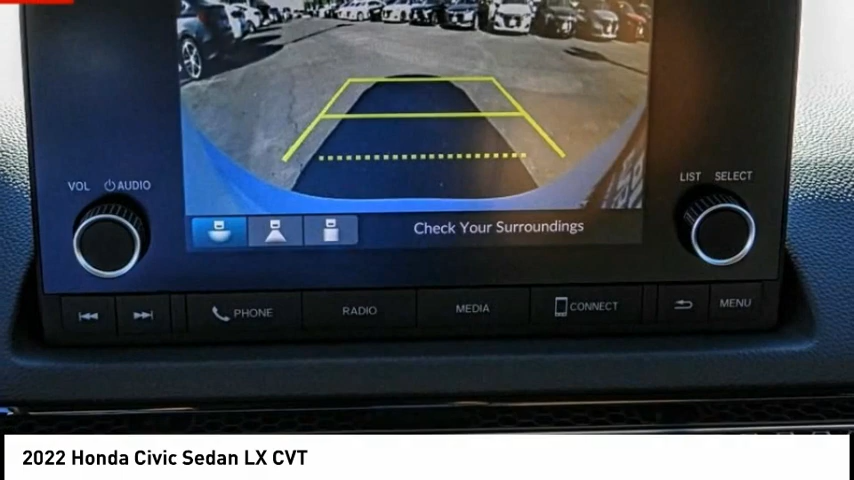 VOL AUDIO
LIST SELECT
Check Your Surroundings
PHONE RADIO MEDIA CONNECT MENU
2022 Honda Civic Sedan LX CVT